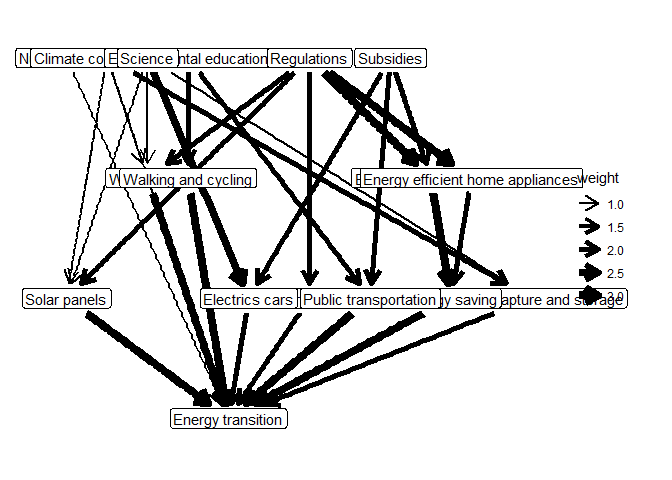 N Climate co E Science ntal education Regulations Subsidies
W Walking and cycling E Energy efficient home appliances
weight
1.0
1.5
2.0
2.5
3.0
Solar panels Electrics cars Public transportation gy saving apture and storage
Energy transition